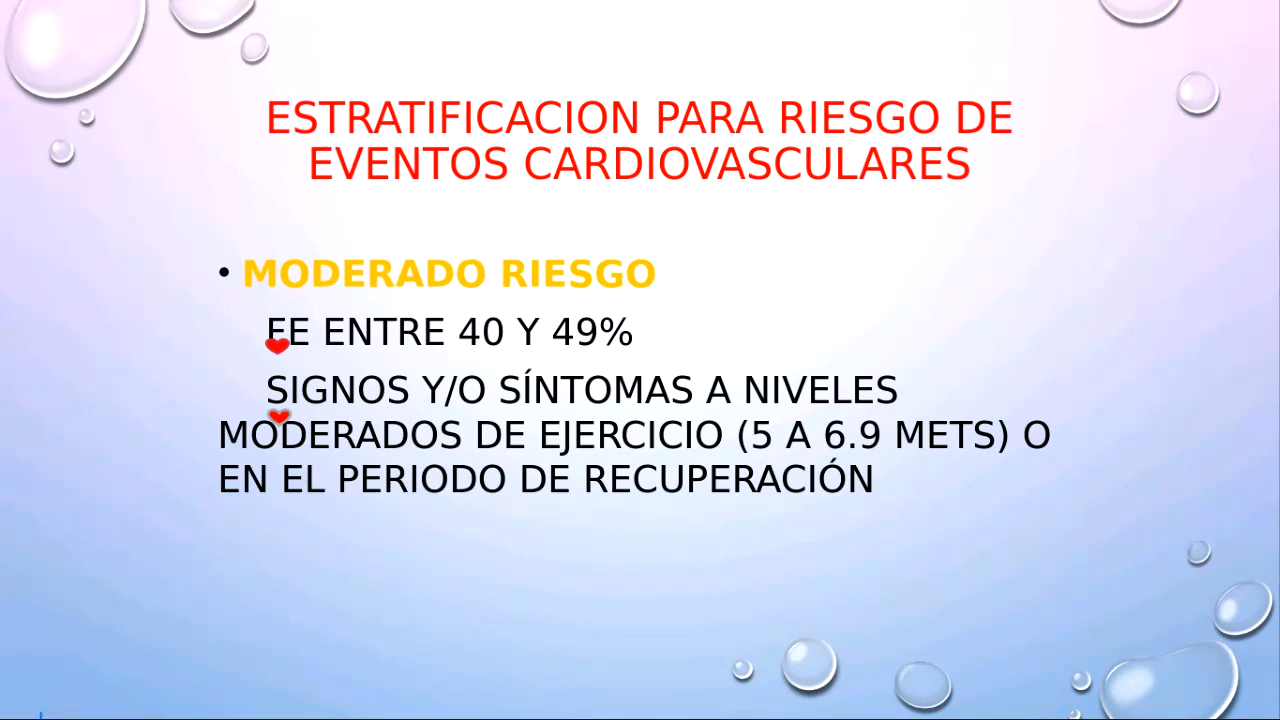 ESTRATIFICACION PARA RIESGO DE
EVENTOS CARDIOVASCULARES
• MODERADO RIESGO
FE ENTRE 40 Y 49%
SIGNOS Y/O SÍNTOMAS A NIVELES
MODERADOS DE EJERCICIO (5 A 6.9 METS) O
EN EL PERIODO DE RECUPERACIÓN